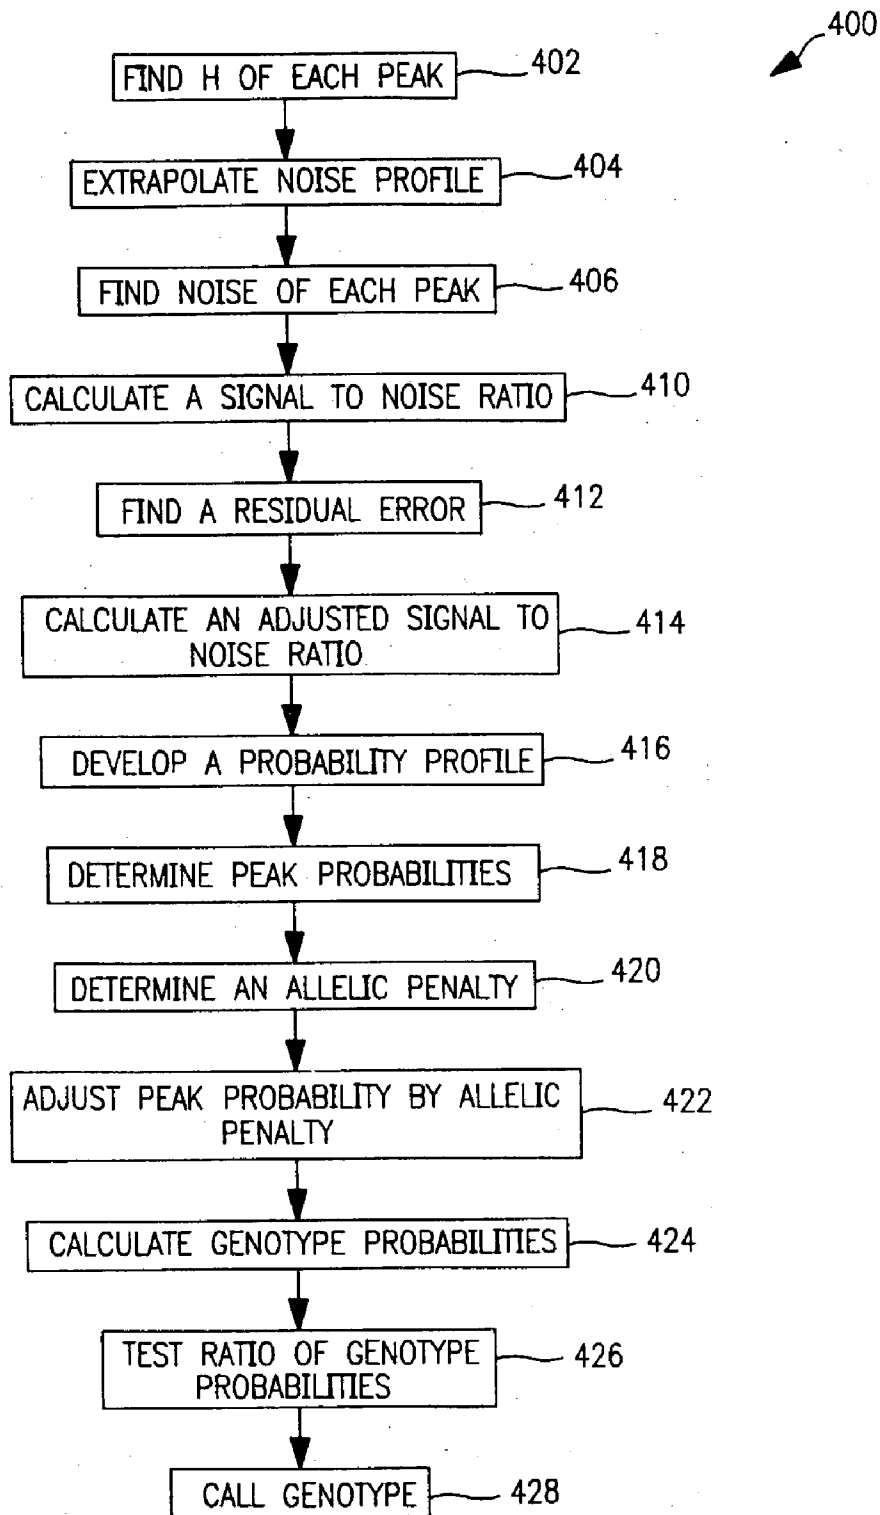 400
FIND H OF EACH PEAK 402
EXTRAPOLATE NOISE PROFILE 404
FIND NOISE OF EACH PEAK 406
CALCULATE A SIGNAL TO NOISE RATIO 410
FIND A RESIDUAL ERROR 412
CALCULATE AN ADJUSTED SIGNAL TO
NOISE RATIO 414
DEVELOP A PROBABILITY PROFILE 416
DETERMINE PEAK PROBABILITIES 418
DETERMINE AN ALLELIC PENALTY 420
ADJUST PEAK PROBABILITY BY ALLELIC
PENALTY 422
CALCULATE GENOTYPE PROBABILITIES 424
TEST RATIO OF GENOTYPE
PROBABILITIES 426
CALL GENOTYPE 428